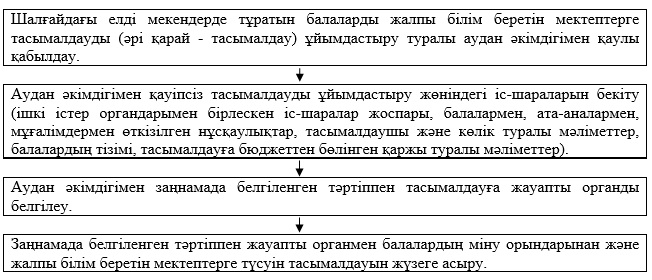 Шалғайдағы елді мекендерде тұратын балаларды жалпы білім беретін мектептерге
тасымалдауды (әрі қарай - тасымалдау) ұйымдастыру туралы аудан әкімдігімен қаулы
қабылдау.
Аудан әкімдігімен қауіпсіз тасымалдауды ұйымдастыру жөніндегі іс-шараларын бекіту
(ішкі істер органдарымен бірлескен іс-шаралар жоспары, балалармен, ата-аналармен,
мұғалімдермен өткізілген нұсқаулықтар, тасымалдаушы және көлік туралы мәліметтер,
балалардың тізімі, тасымалдауға бюджеттен бөлінген қаржы туралы мәліметтер).
Аудан әкімдігімен заңнамада белгіленген тәртіппен тасымалдауға жауапты органды
белгілеу.
Заңнамада белгіленген тәртіппен жауапты органмен балалардың міну орындарынан және
жалпы білім беретін мектептерге түсуін тасымалдауын жүзеге асыру.